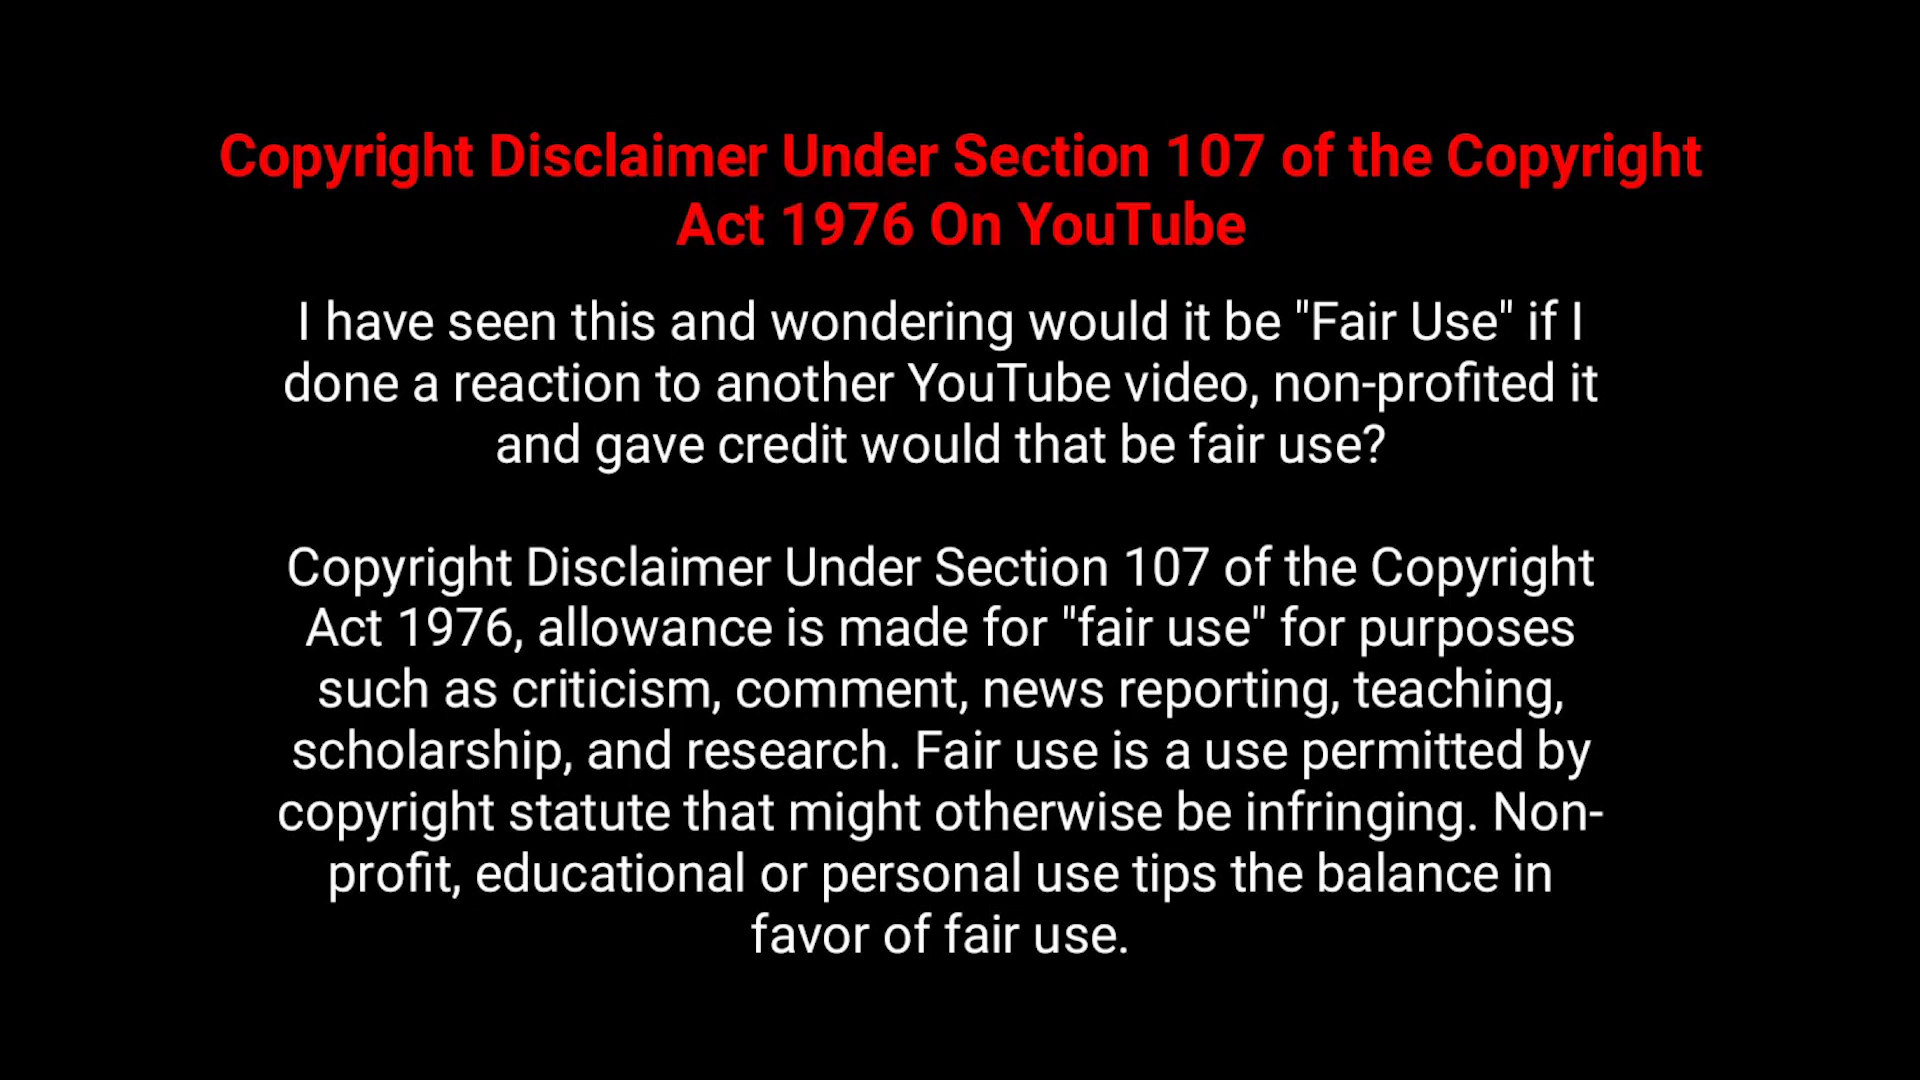 Copyright Disclaimer Under Section 107 of the Copyright
Act 1976 On YouTube
I have seen this and wondering would it be "Fair Use" if I
done a reaction to another YouTube video, non-profited it
and gave credit would that be fair use?
Copyright Disclaimer Under Section 107 of the Copyright
Act 1976, allowance is made for "fair use" for purposes
such as criticism, comment, news reporting, teaching,
scholarship, and research. Fair use is a use permitted by
copyright statute that might otherwise be infringing. Non-
profit, educational or personal use tips the balance in
favor of fair use.